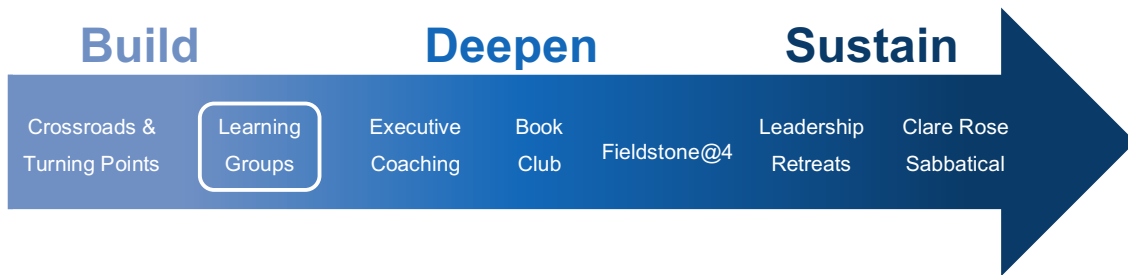 Build
Deepen
Sustain
Crossroads &
Turning Points
Learning
Groups
Executive
Coaching
Book
Club
Fieldstone@4
Leadership
Retreats
Clare Rose
Sabbatical